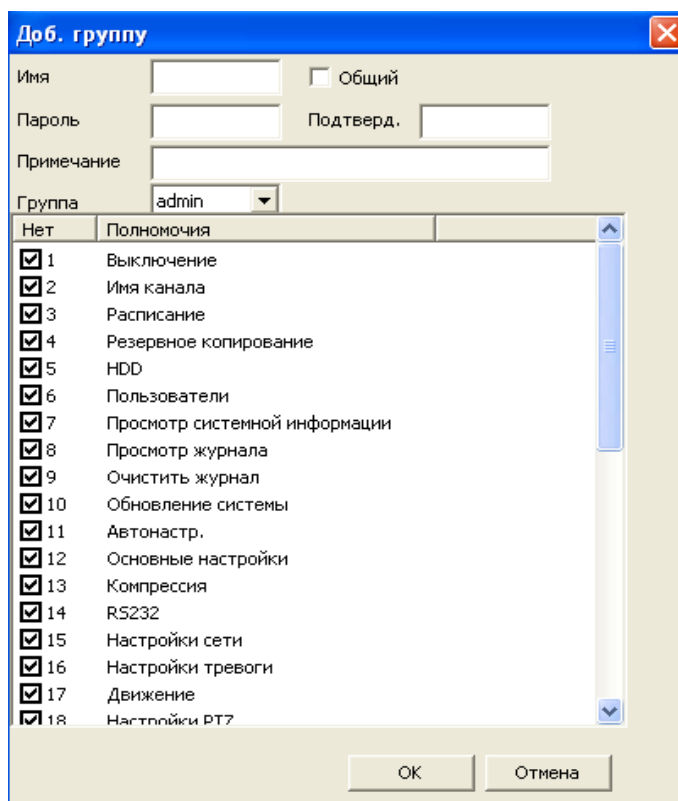 Доб. группу
Имя Общий
Пароль Подтверд.
Примечание
Группа admin
Нет Полномочия
1 Выключение
2 Имя канала
3 Расписание
4 Резервное копирование
5 HDD
6 Пользователи
7 Просмотр системной информации
8 Просмотр журнала
9 Очистить журнал
10 Обновление системы
11 Автонастр.
12 Основные настройки
13 Компрессия
14 RS232
15 Настройки сети
16 Настройки тревоги
17 Движение
18 Настройки PTZ
OK Отмена